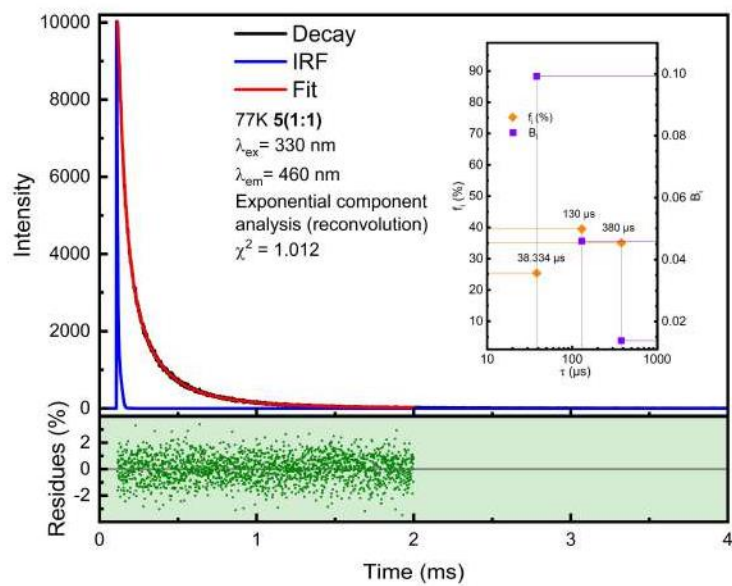 10000
8000
6000
4000
2000
0
Intensity
Decay
IRF
Fit
77K 5(1:1)
λex= 330 nm
λem= 460 nm
Exponential component
analysis (reconvolution)
χ² = 1.012
90
80
70
60
50
40
30
20
10
fi (%)
fi (%)
Bi
38.334 µs
130 µs
380 µs
0.10
0.08
0.06
0.04
0.02
Bi
10
100
1000
τ (µs)
Residues (%)
2
0
-2
0
1
2
3
4
Time (ms)